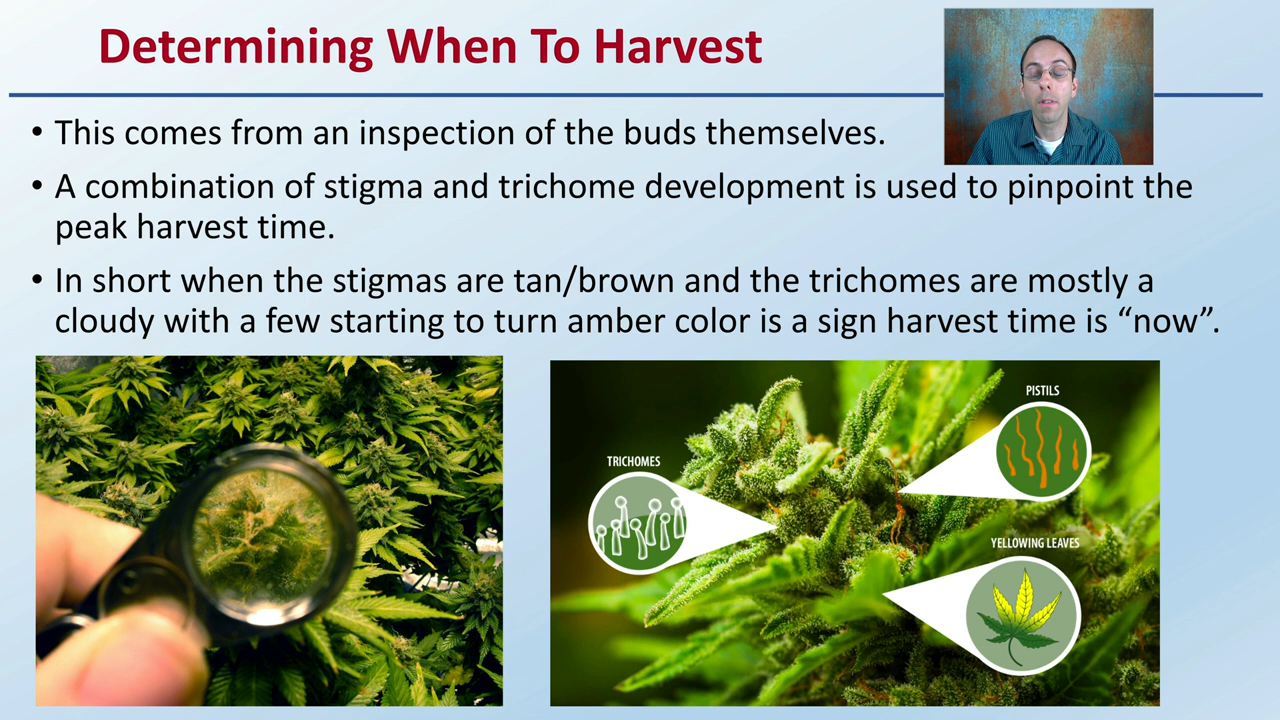 Determining When To Harvest
• This comes from an inspection of the buds themselves.
• A combination of stigma and trichome development is used to pinpoint the
peak harvest time.
• In short when the stigmas are tan/brown and the trichomes are mostly a
cloudy with a few starting to turn amber color is a sign harvest time is “now”.
PISTILS
TRICHOMES
YELLOWING LEAVES